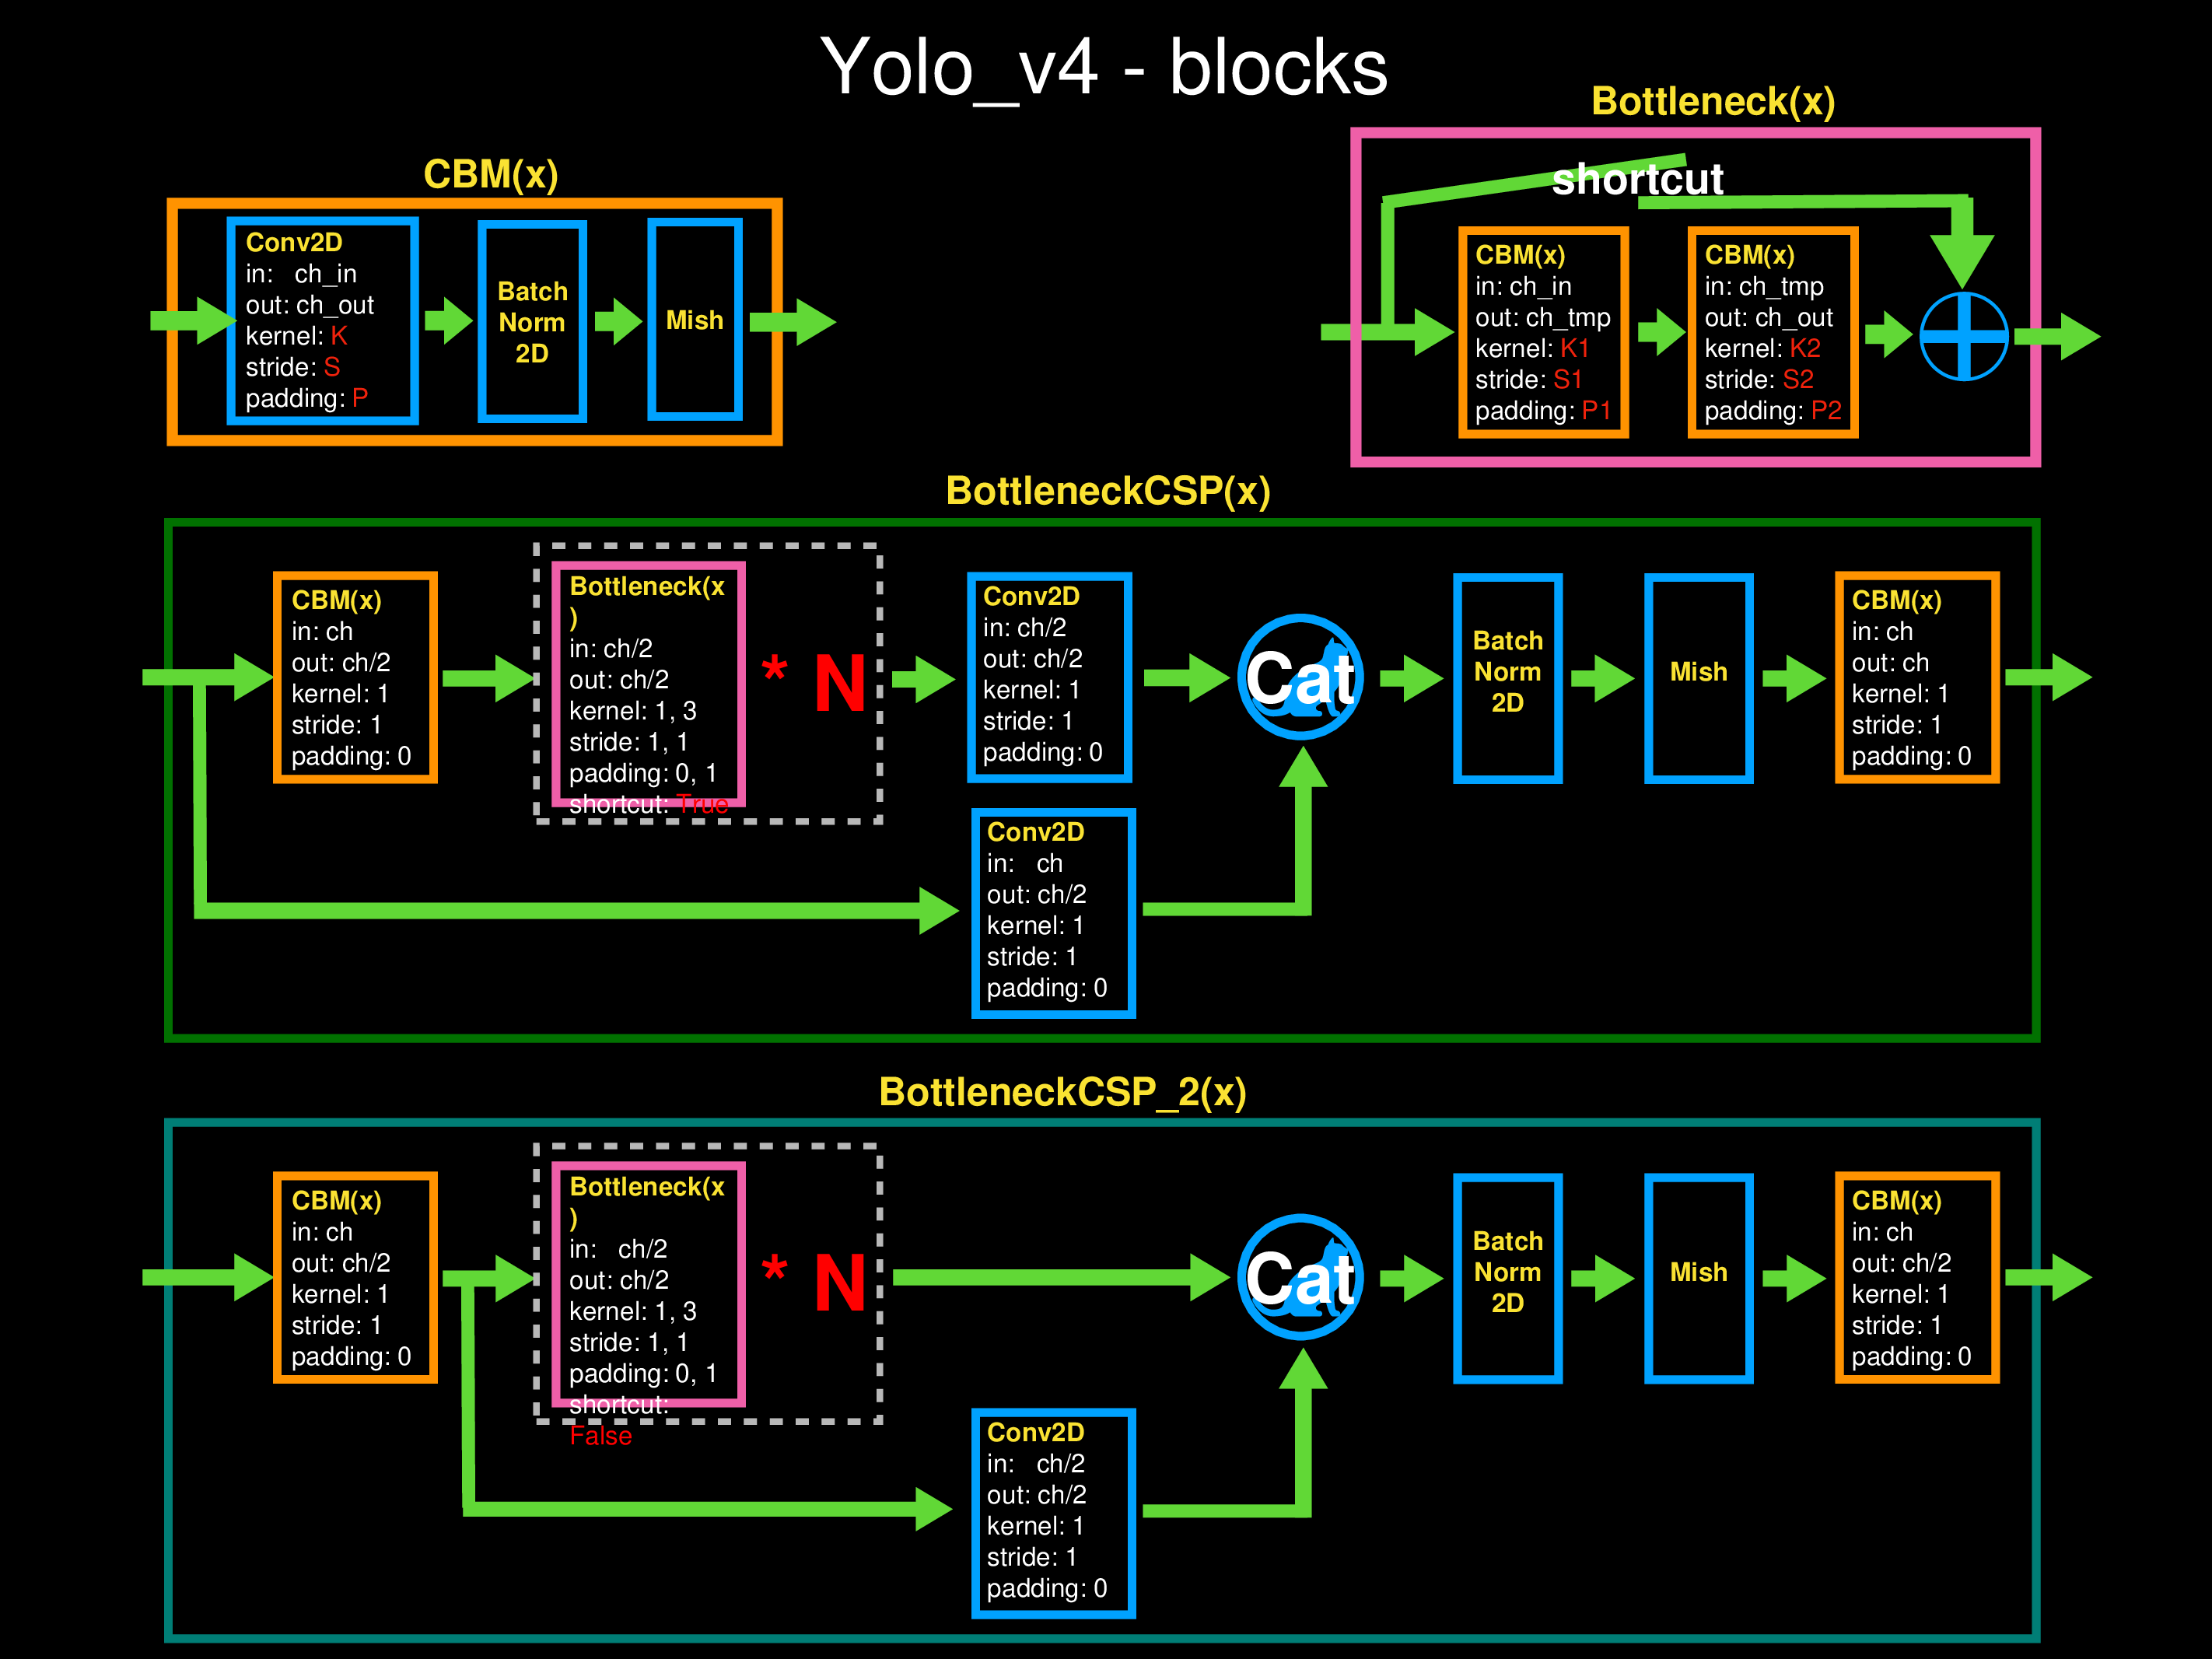 Yolo_v4 - blocks
CBM(x)
Conv2D
in: ch_in
out: ch_out
kernel: K
stride: S
padding: P
Batch
Norm
2D
Mish
Bottleneck(x)
shortcut
CBM(x)
in: ch_in
out: ch_tmp
kernel: K1
stride: S1
padding: P1
CBM(x)
in: ch_tmp
out: ch_out
kernel: K2
stride: S2
padding: P2
BottleneckCSP(x)
CBM(x)
in: ch
out: ch/2
kernel: 1
stride: 1
padding: 0
Bottleneck(x
)
in: ch/2
out: ch/2
kernel: 1, 3
stride: 1, 1
padding: 0, 1
shortcut: True
* N
Conv2D
in: ch/2
out: ch/2
kernel: 1
stride: 1
padding: 0
Conv2D
in: ch
out: ch/2
kernel: 1
stride: 1
padding: 0
Cat
Batch
Norm
2D
Mish
CBM(x)
in: ch
out: ch
kernel: 1
stride: 1
padding: 0
BottleneckCSP_2(x)
CBM(x)
in: ch
out: ch/2
kernel: 1
stride: 1
padding: 0
Bottleneck(x
)
in: ch/2
out: ch/2
kernel: 1, 3
stride: 1, 1
padding: 0, 1
shortcut:
False
* N
Conv2D
in: ch/2
out: ch/2
kernel: 1
stride: 1
padding: 0
Cat
Batch
Norm
2D
Mish
CBM(x)
in: ch
out: ch/2
kernel: 1
stride: 1
padding: 0